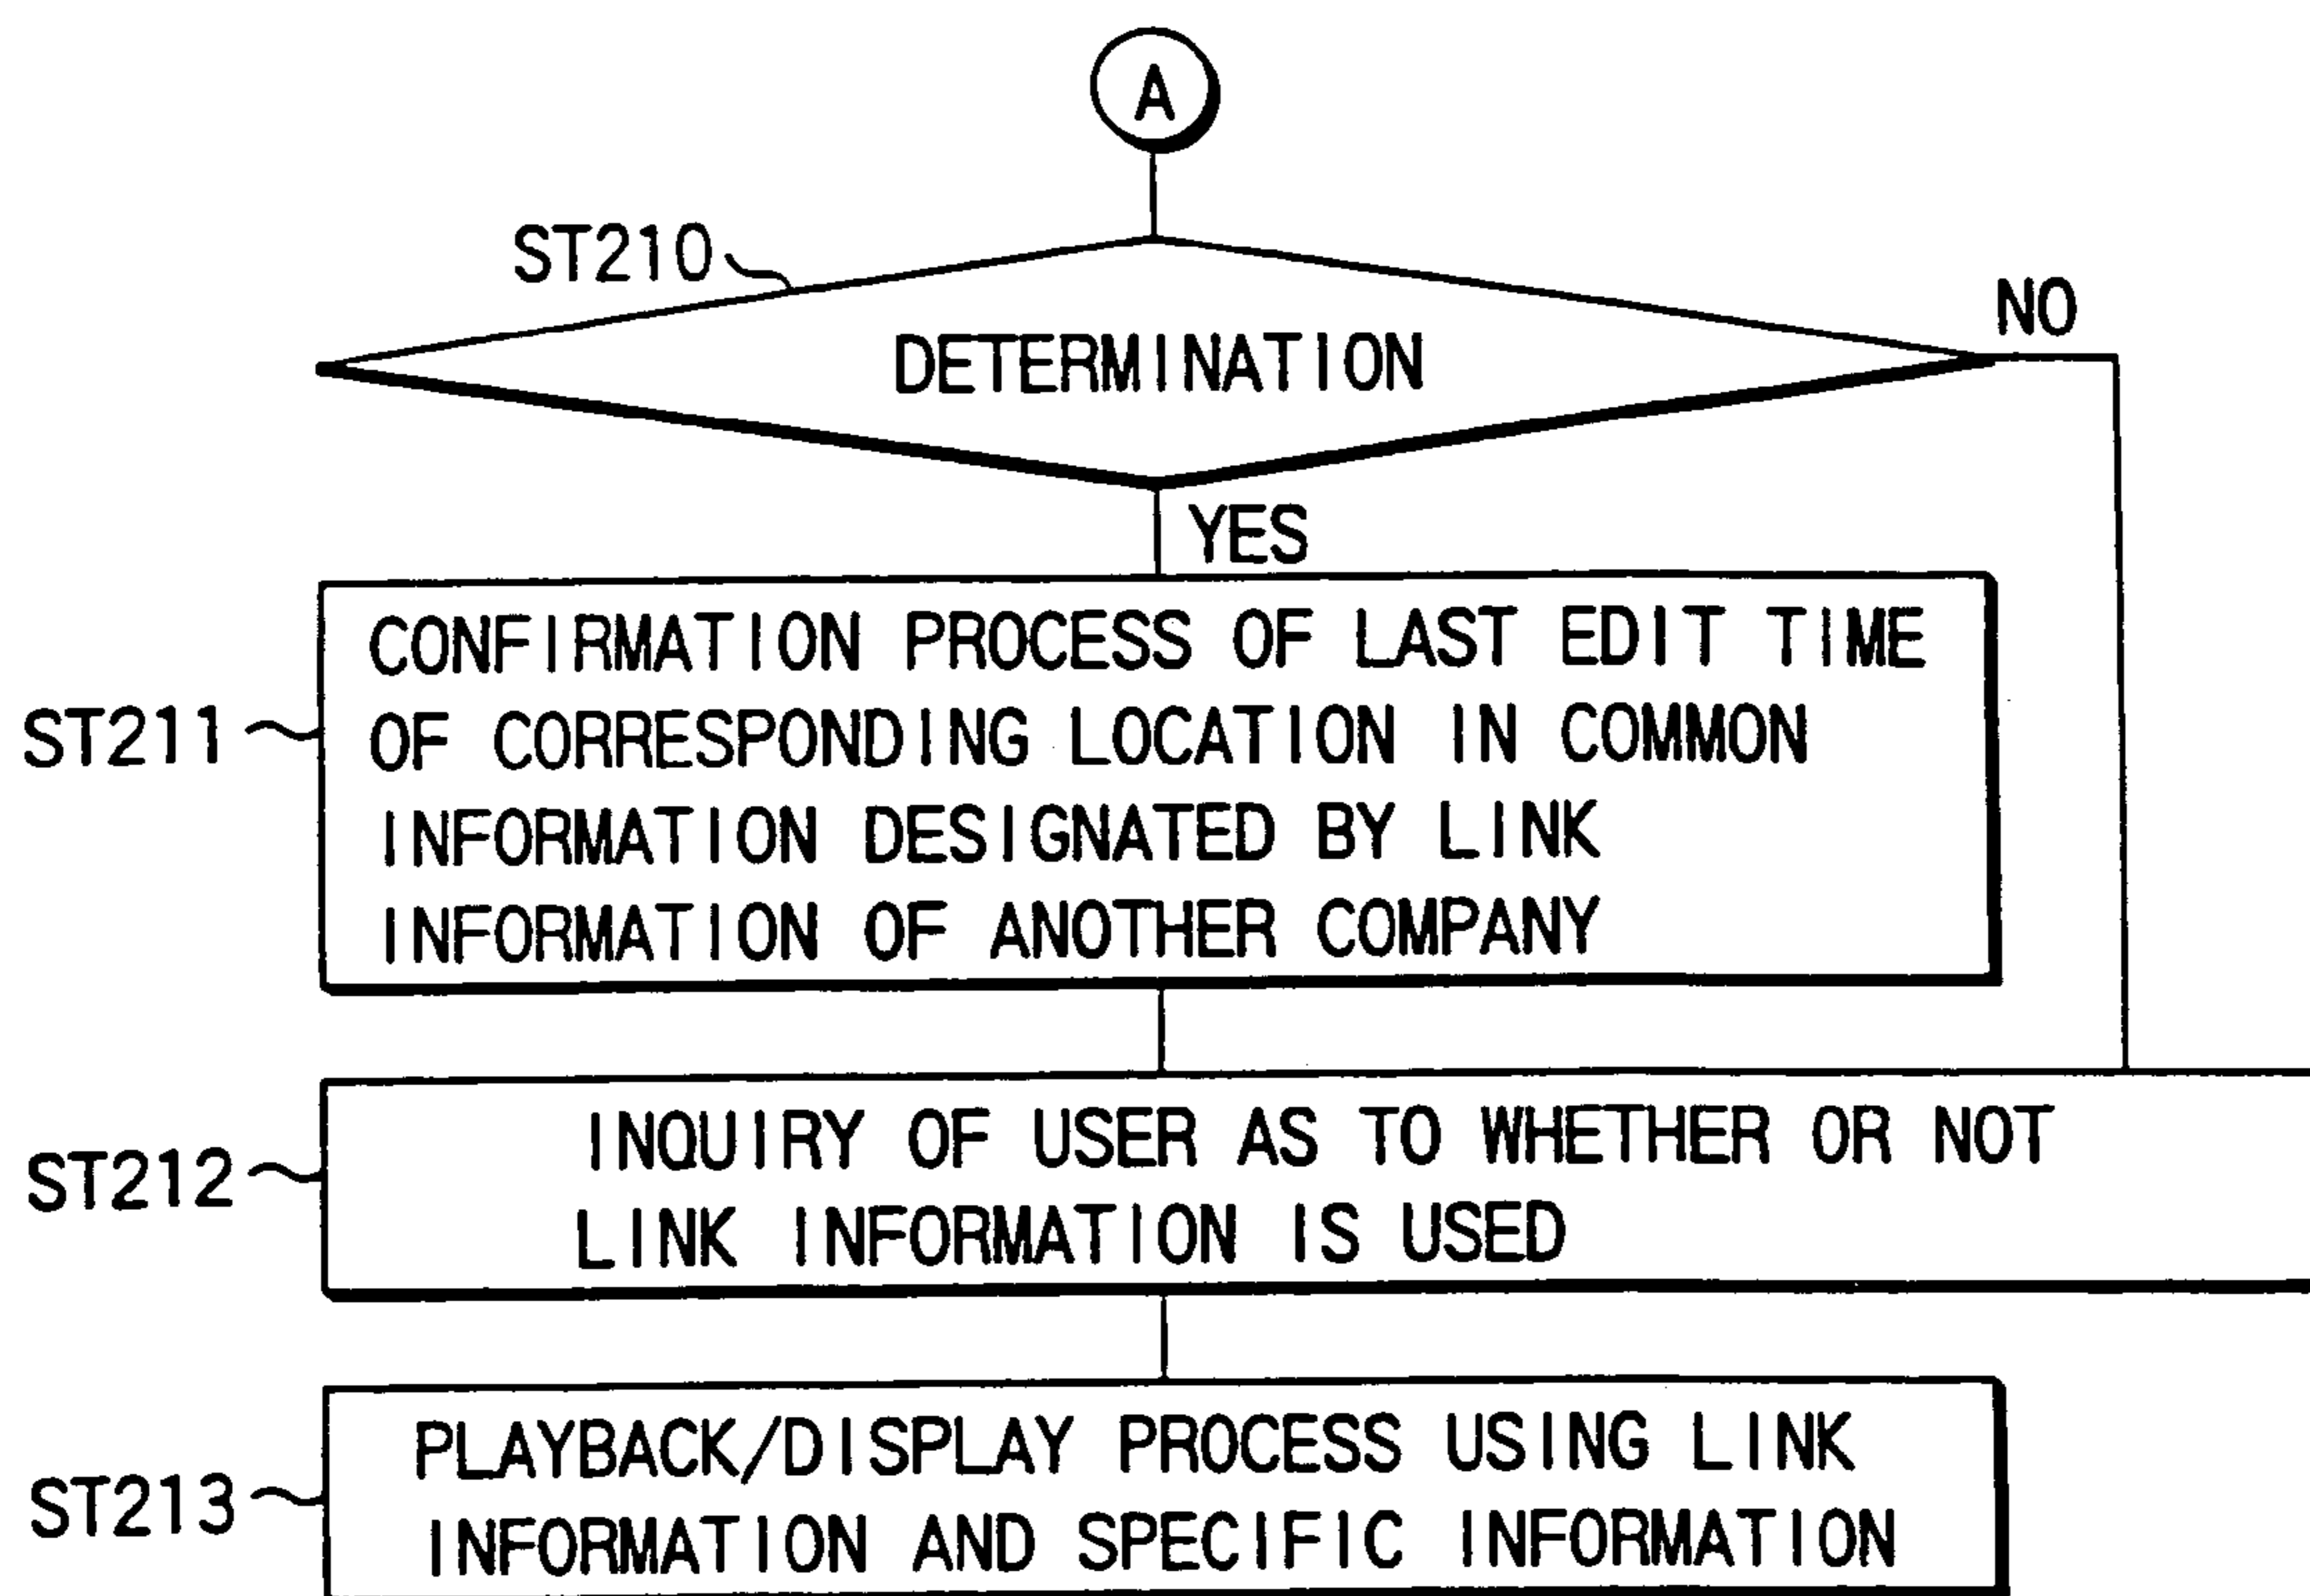 A
ST210
DETERMINATION
NO
YES
ST211
CONFIRMATION PROCESS OF LAST EDIT TIME
OF CORRESPONDING LOCATION IN COMMON
INFORMATION DESIGNATED BY LINK
INFORMATION OF ANOTHER COMPANY
ST212
INQUIRY OF USER AS TO WHETHER OR NOT
LINK INFORMATION IS USED
ST213
PLAYBACK/DISPLAY PROCESS USING LINK
INFORMATION AND SPECIFIC INFORMATION